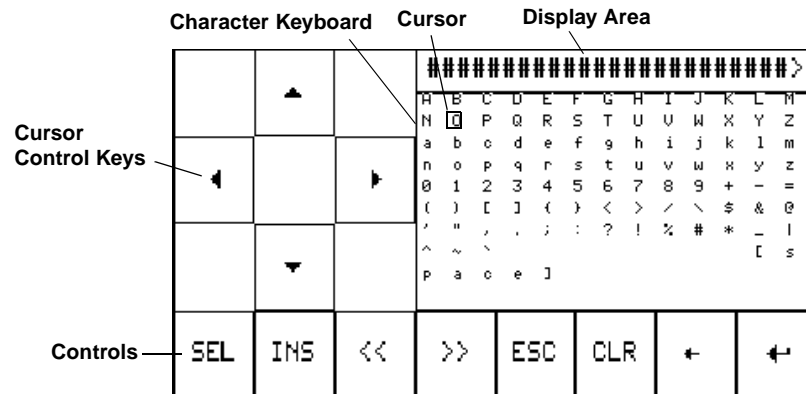 Character Keyboard Cursor Display Area
########################>
A B C D E F G H I J K L M
N O P Q R S T U V W X Y Z
Cursor
Control Keys
a b c d e f g h i j k l m
n o p q r s t u v w x y z
0 1 2 3 4 5 6 7 8 9 + - =
( ) [ ] { } < > / \ $ & @
' " , . ; : ? ! % # * _ |
^ ~ ` [ s
p a c e ]
Controls
SEL INS << >> ESC CLR ← ↵